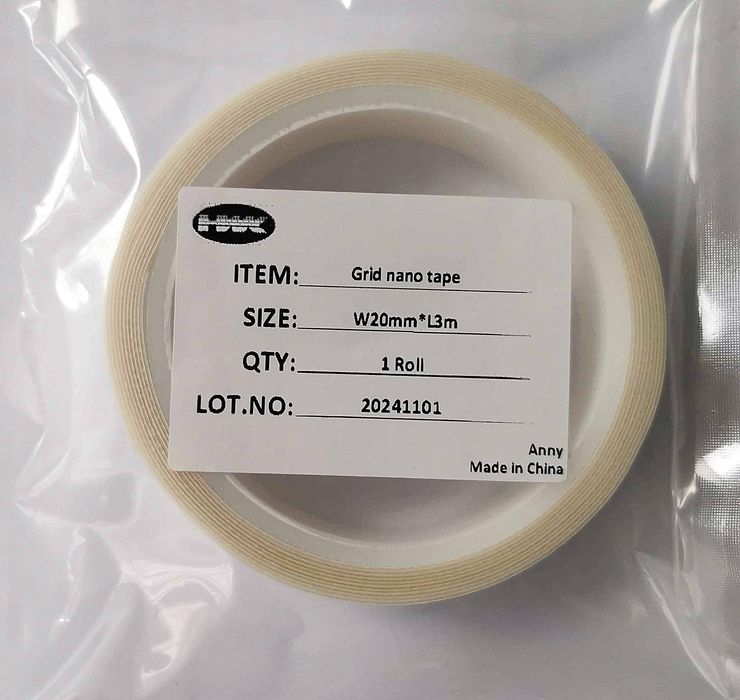 ITEM: Grid nano tape
SIZE: W20mm*L3m
QTY: 1 Roll
LOT.NO: 20241101
Anny
Made in China